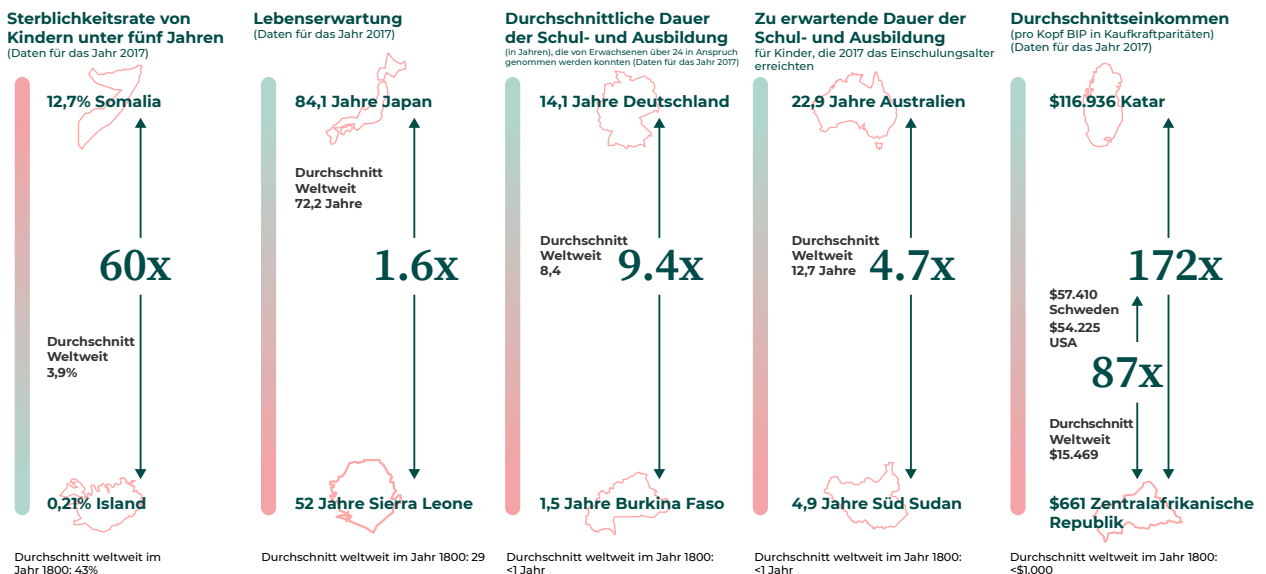 Sterblichkeitsrate von
Kindern unter fünf Jahren
(Daten für das Jahr 2017)
12,7% Somalia
60x
Durchschnitt
Weltweit
3,9%
0,21% Island
Durchschnitt weltweit im
Jahr 1800: 43%
Lebenserwartung
(Daten für das Jahr 2017)
84,1 Jahre Japan
Durchschnitt
Weltweit
72,2 Jahre
1.6x
52 Jahre Sierra Leone
Durchschnitt weltweit im Jahr 1800: 29
Durchschnittliche Dauer
der Schul- und Ausbildung
(in Jahren), die von Erwachsenen über 24 in Anspruch
genommen werden konnten (Daten für das Jahr 2017)
14,1 Jahre Deutschland
Durchschnitt
Weltweit
8,4
9.4x
1,5 Jahre Burkina Faso
Durchschnitt weltweit im Jahr 1800:
<1 Jahr
Zu erwartende Dauer der
Schul- und Ausbildung
für Kinder, die 2017 das Einschulungsalter
erreichten
22,9 Jahre Australien
Durchschnitt
Weltweit
12,7 Jahre
4.7x
4,9 Jahre Süd Sudan
Durchschnitt weltweit im Jahr 1800:
<1 Jahr
Durchschnittseinkommen
(pro Kopf BIP in Kaufkraftparitäten)
(Daten für das Jahr 2017)
$116.936 Katar
172x
$57.410
Schweden
$54.225
USA
87x
Durchschnitt
Weltweit
$15.469
$661 Zentralafrikanische
Republik
Durchschnitt weltweit im Jahr 1800:
<$1.000